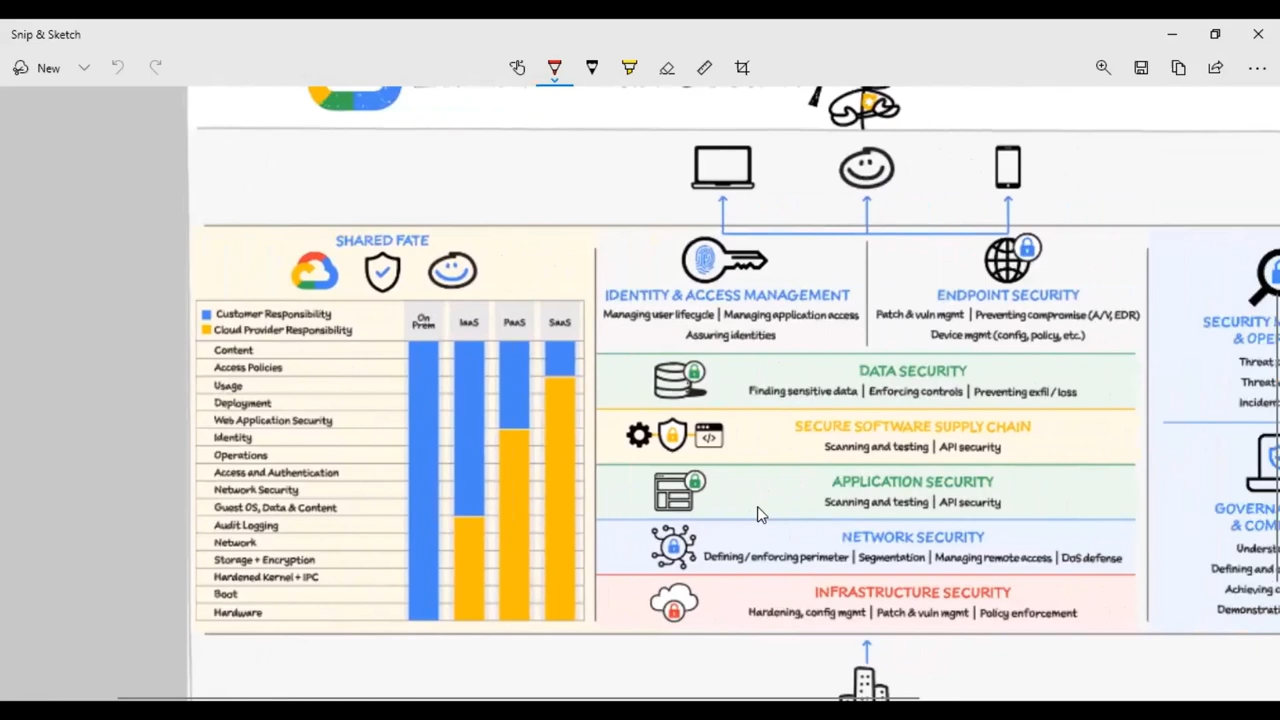 Snip & Sketch
New
SHARED FATE
Customer Responsibility
Cloud Provider Responsibility
On Prem
IaaS
PaaS
SaaS
Content
Access Policies
Usage
Deployment
Web Application Security
Identity
Operations
Access and Authentication
Network Security
Guest OS, Data & Content
Audit Logging
Network
Storage + Encryption
Hardened Kernel + IPC
Boot
Hardware
IDENTITY & ACCESS MANAGEMENT
Managing user lifecycle | Managing application access
Assuring identities
ENDPOINT SECURITY
Patch & vuln mgmt | Preventing compromise (A/V, EDR)
Device mgmt (config, policy, etc.)
DATA SECURITY
Finding sensitive data | Enforcing controls | Preventing exfil / loss
SECURE SOFTWARE SUPPLY CHAIN
Scanning and testing | API security
APPLICATION SECURITY
Scanning and testing | API security
NETWORK SECURITY
Defining / enforcing perimeter | Segmentation | Managing remote access | DoS defense
INFRASTRUCTURE SECURITY
Hardening, config mgmt | Patch & vuln mgmt | Policy enforcement
SECURITY
& OPE
Threat
Threat
Inciden
GOVERN
& COM
Underst
Defining and
Achieving
Demonstrati